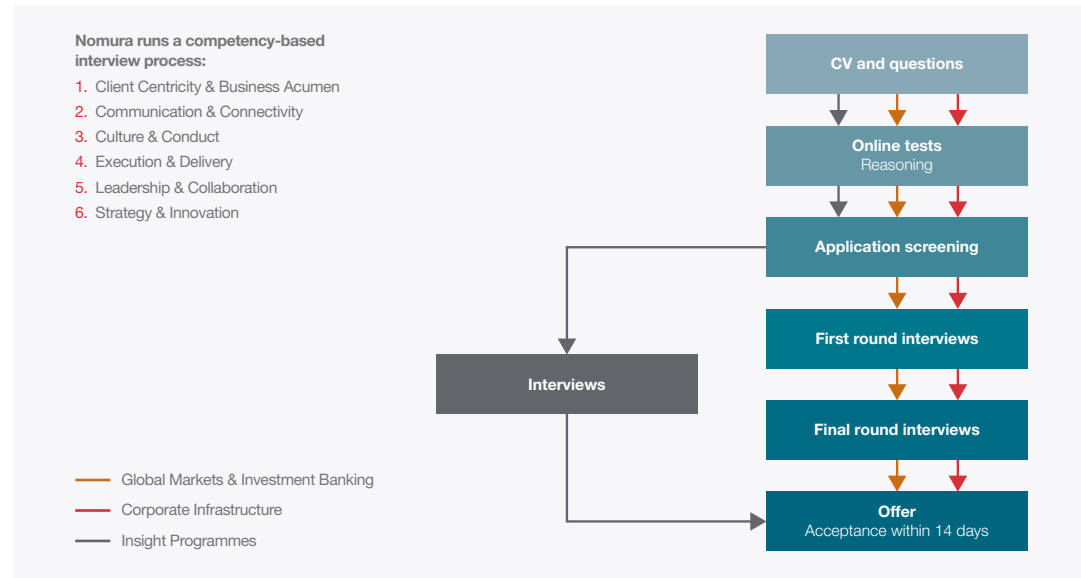 Nomura runs a competency-based
interview process:
1. Client Centricity & Business Acumen
2. Communication & Connectivity
3. Culture & Conduct
4. Execution & Delivery
5. Leadership & Collaboration
6. Strategy & Innovation
CV and questions
Online tests
Reasoning
Application screening
First round interviews
Interviews
Final round interviews
Offer
Acceptance within 14 days
Global Markets & Investment Banking
Corporate Infrastructure
Insight Programmes